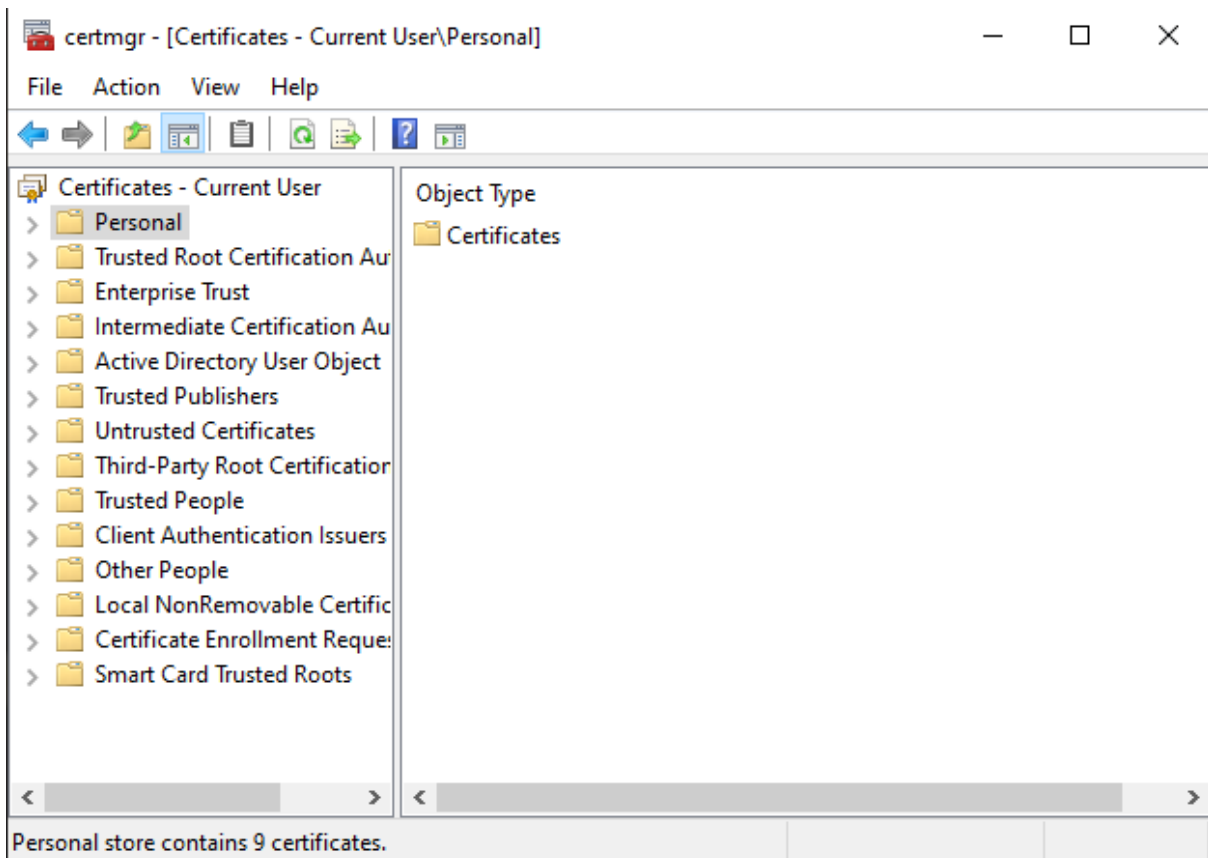 certmgr - [Certificates - Current User\Personal]
File Action View Help
Certificates - Current User
Personal
Trusted Root Certification Au
Enterprise Trust
Intermediate Certification Au
Active Directory User Object
Trusted Publishers
Untrusted Certificates
Third-Party Root Certification
Trusted People
Client Authentication Issuers
Other People
Local NonRemovable Certific
Certificate Enrollment Reque
Smart Card Trusted Roots
Object Type
Certificates
Personal store contains 9 certificates.